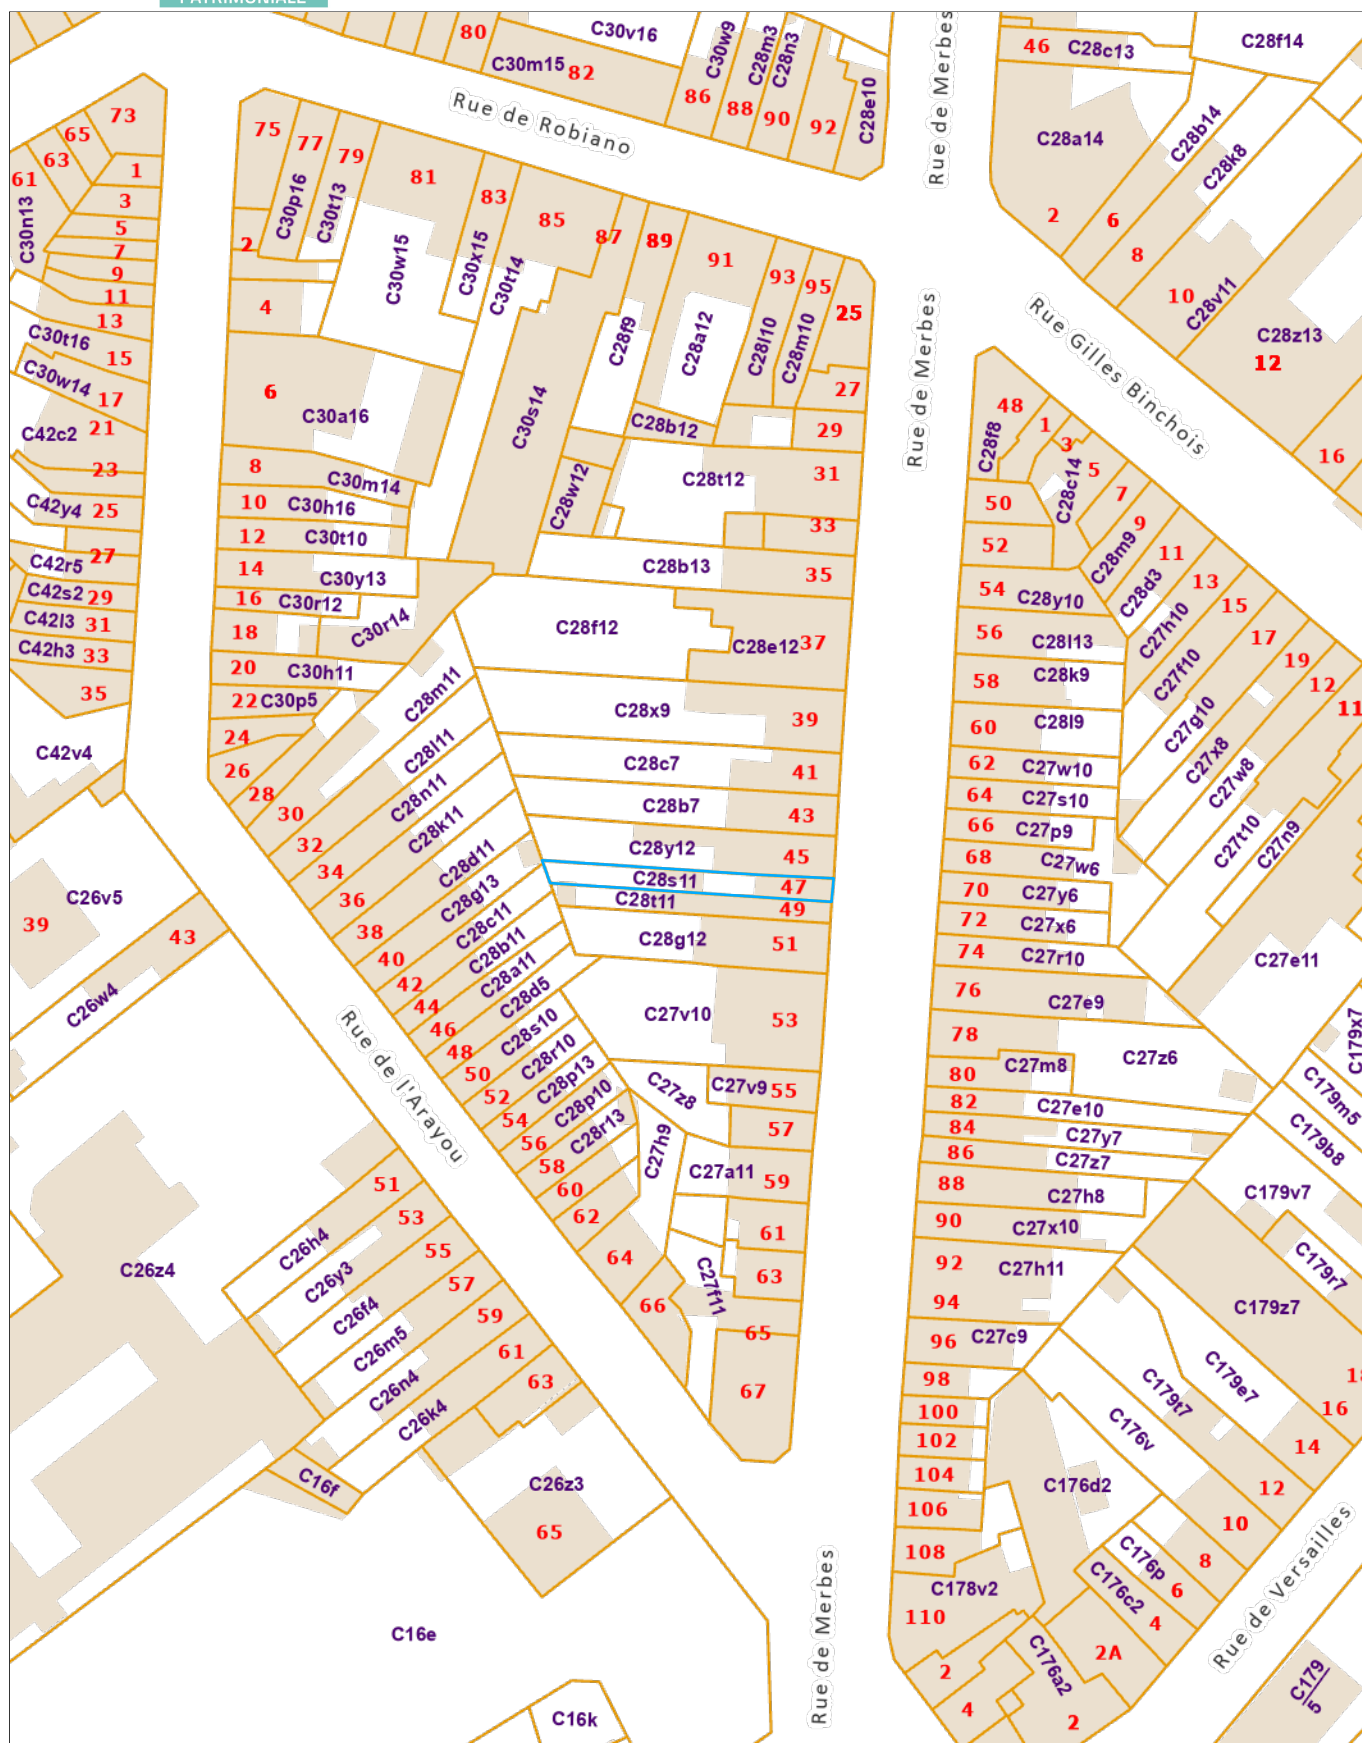 PATRIMONIALE
80
C30v16
C30m15
82
C30w9
C28m3
C28n3
86
88
90
92
C28e10
Rue de Merbes
46
C28c13
C28f14
Rue de Robiano
C28a14
C28b14
C28k8
2
6
8
10
C28v11
C28z13
12
16
73
65
63
61
C30n13
1
3
5
7
9
11
13
C30t16
15
C30w14
17
C42c2
21
23
C42y4
25
27
C42r5
C42s2
29
C42l3
31
C42h3
33
35
C42v4
75
77
79
81
83
85
87
89
91
93
95
25
C30p16
C30t13
C30w15
C30x15
C30t14
C28f9
C28a12
C28l10
C28m10
2
4
6
C30a16
C30s14
27
29
C28b12
31
C28t12
C28w12
33
8
C30m14
10
C30h16
12
C30t10
14
C30y13
16
C30r12
18
C30r14
20
C30h11
22
C30p5
24
26
28
30
32
34
36
38
40
42
44
46
48
50
52
54
56
58
60
62
64
66
C28b13
35
C28f12
C28e12
37
C28x9
39
C28c7
41
C28b7
43
C28y12
45
C28s11
47
C28t11
49
C28g12
51
C27v10
53
C27z8
C27v9
55
57
C27h9
C27a11
59
61
63
C27f11
65
67
C28m11
C28l11
C28n11
C28k11
C28d11
C28g13
C28c11
C28b11
C28a11
C28d5
C28s10
C28r10
C28p13
C28p10
C28r13
Rue de Merbes
Rue Gilles Binchois
48
C28f8
1
3
5
7
9
11
13
15
17
19
12
11
C28c14
50
52
54
C28y10
C28m9
C28d3
C27h10
C27f10
C27g10
C27x8
C27w8
C27t10
C27n9
56
C28l13
58
C28k9
60
C28l9
62
C27w10
64
C27s10
66
C27p9
68
C27w6
70
C27y6
72
C27x6
74
C27r10
76
C27e9
78
C27z6
80
C27m8
82
C27e10
84
C27y7
86
C27z7
88
C27h8
90
C27x10
92
C27h11
94
96
C27c9
98
100
102
104
106
108
C178v2
110
2
4
C27e11
C179x7
C179m5
C179b8
C179v7
C179r7
C179z7
C179e7
C179t7
C176v
C176d2
18
16
14
12
10
8
6
4
2A
2
C176p
C176c2
C176a2
Rue de Versailles
C179
5
C26v5
39
43
C26w4
Rue de l'Arayou
C26z4
51
53
55
57
59
61
63
C26h4
C26y3
C26f4
C26m5
C26n4
C26k4
C16f
C26z3
65
C16e
C16k
Rue de Merbes